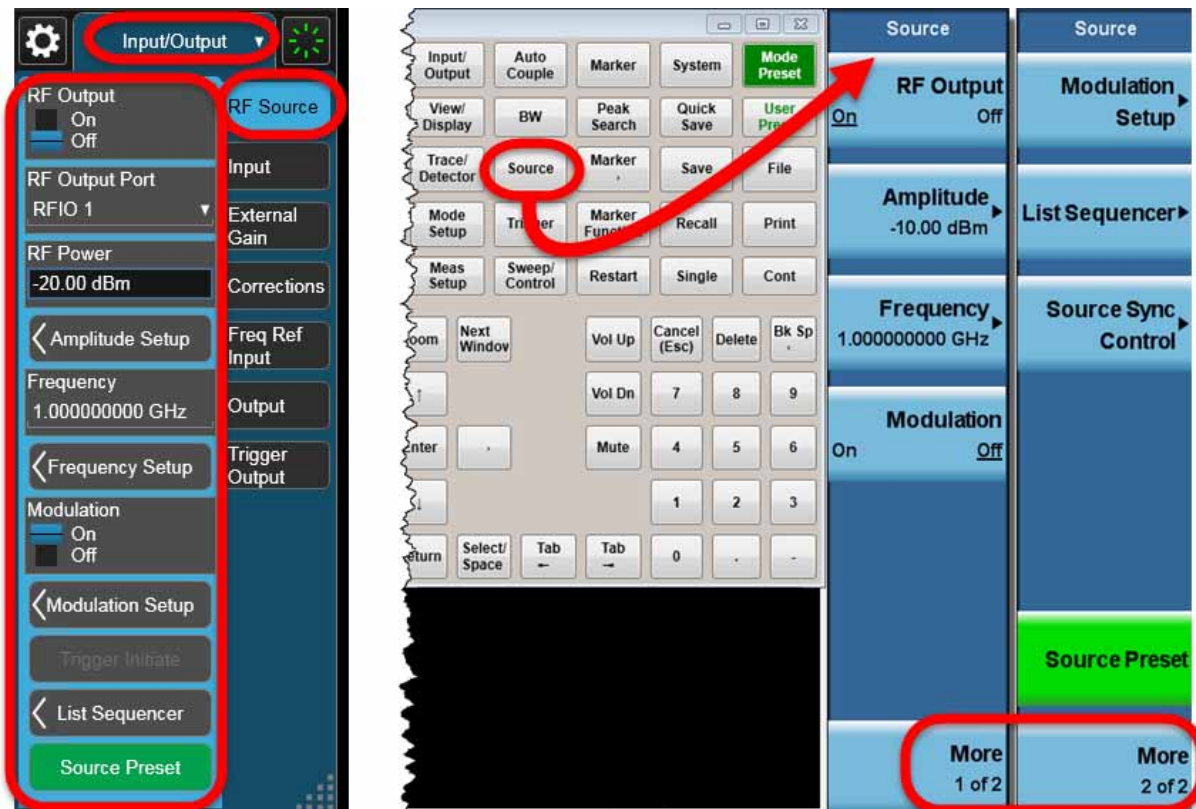 Input/Output
RF Output
On
Off
RF Output Port
RFIO 1
RF Power
-20.00 dBm
Amplitude Setup
Frequency
1.000000000 GHz
Frequency Setup
Modulation
On
Off
Modulation Setup
Trigger Initiate
List Sequencer
Source Preset
RF Source
Input
External
Gain
Corrections
Freq Ref
Input
Output
Trigger
Output
Input/
Output
Auto
Couple
Marker
System
Mode
Preset
View/
Display
BW
Peak
Search
Quick
Save
User
Trace/
Detector
Source
Marker
Save
File
Mode
Setup
Marker
Recall
Print
Meas
Setup
Sweep/
Control
Restart
Single
Cont
oom
Next
Window
Vol Up
Cancel
(Esc)
Delete
Bk Sp
↑
Vol Dn
7
8
9
nter
Mute
4
5
6
↓
1
2
3
eturn
Select/
Space
Tab
←
Tab
→
0
.
-
Source
RF Output
On Off
Amplitude
-10.00 dBm
Frequency
1.000000000 GHz
Modulation
On Off
More
1 of 2
Source
Modulation
Setup
List Sequencer
Source Sync
Control
Source Preset
More
2 of 2